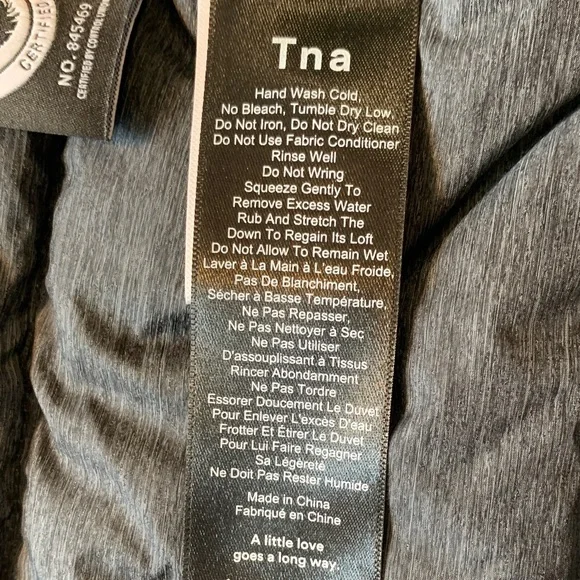 CERTIFIED
NO. 845469
CERTIFIED BY CONTROL UNION
Tna
Hand Wash Cold,
No Bleach, Tumble Dry Low,
Do Not Iron, Do Not Dry Clean
Do Not Use Fabric Conditioner
Rinse Well
Do Not Wring
Squeeze Gently To
Remove Excess Water
Rub And Stretch The
Down To Regain Its Loft
Do Not Allow To Remain Wet
Laver à La Main à L'eau Froide,
Pas De Blanchiment,
Sécher à Basse Température,
Ne Pas Repasser,
Ne Pas Nettoyer à Sec
Ne Pas Utiliser
D'assouplissant à Tissus
Rincer Abondamment
Ne Pas Tordre
Essorer Doucement Le Duvet
Pour Enlever L'excès D'eau
Frotter Et Étirer Le Duvet
Pour Lui Faire Regagner
Sa Légereté
Ne Doit Pas Rester Humide
Made in China
Fabriqué en Chine
A little love
goes a long way.